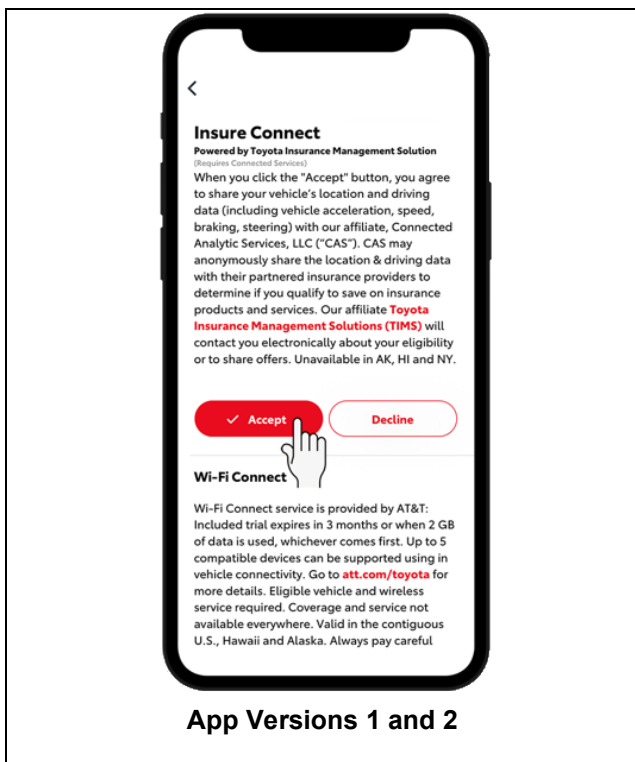 Insure Connect
Powered by Toyota Insurance Management Solution
(Requires Connected Services)
When you click the "Accept" button, you agree
to share your vehicle's location and driving
data (including vehicle acceleration, speed,
braking, steering) with our affiliate, Connected
Analytic Services, LLC ("CAS"). CAS may
anonymously share the location & driving data
with their partnered insurance providers to
determine if you qualify to save on insurance
products and services. Our affiliate Toyota
Insurance Management Solutions (TIMS) will
contact you electronically about your eligibility
or to share offers. Unavailable in AK, HI and NY.
Accept
Decline
Wi-Fi Connect
Wi-Fi Connect service is provided by AT&T:
Included trial expires in 3 months or when 2 GB
of data is used, whichever comes first. Up to 5
compatible devices can be supported using in
vehicle connectivity. Go to att.com/toyota for
more details. Eligible vehicle and wireless
service required. Coverage and service not
available everywhere. Valid in the contiguous
U.S., Hawaii and Alaska. Always pay careful
App Versions 1 and 2